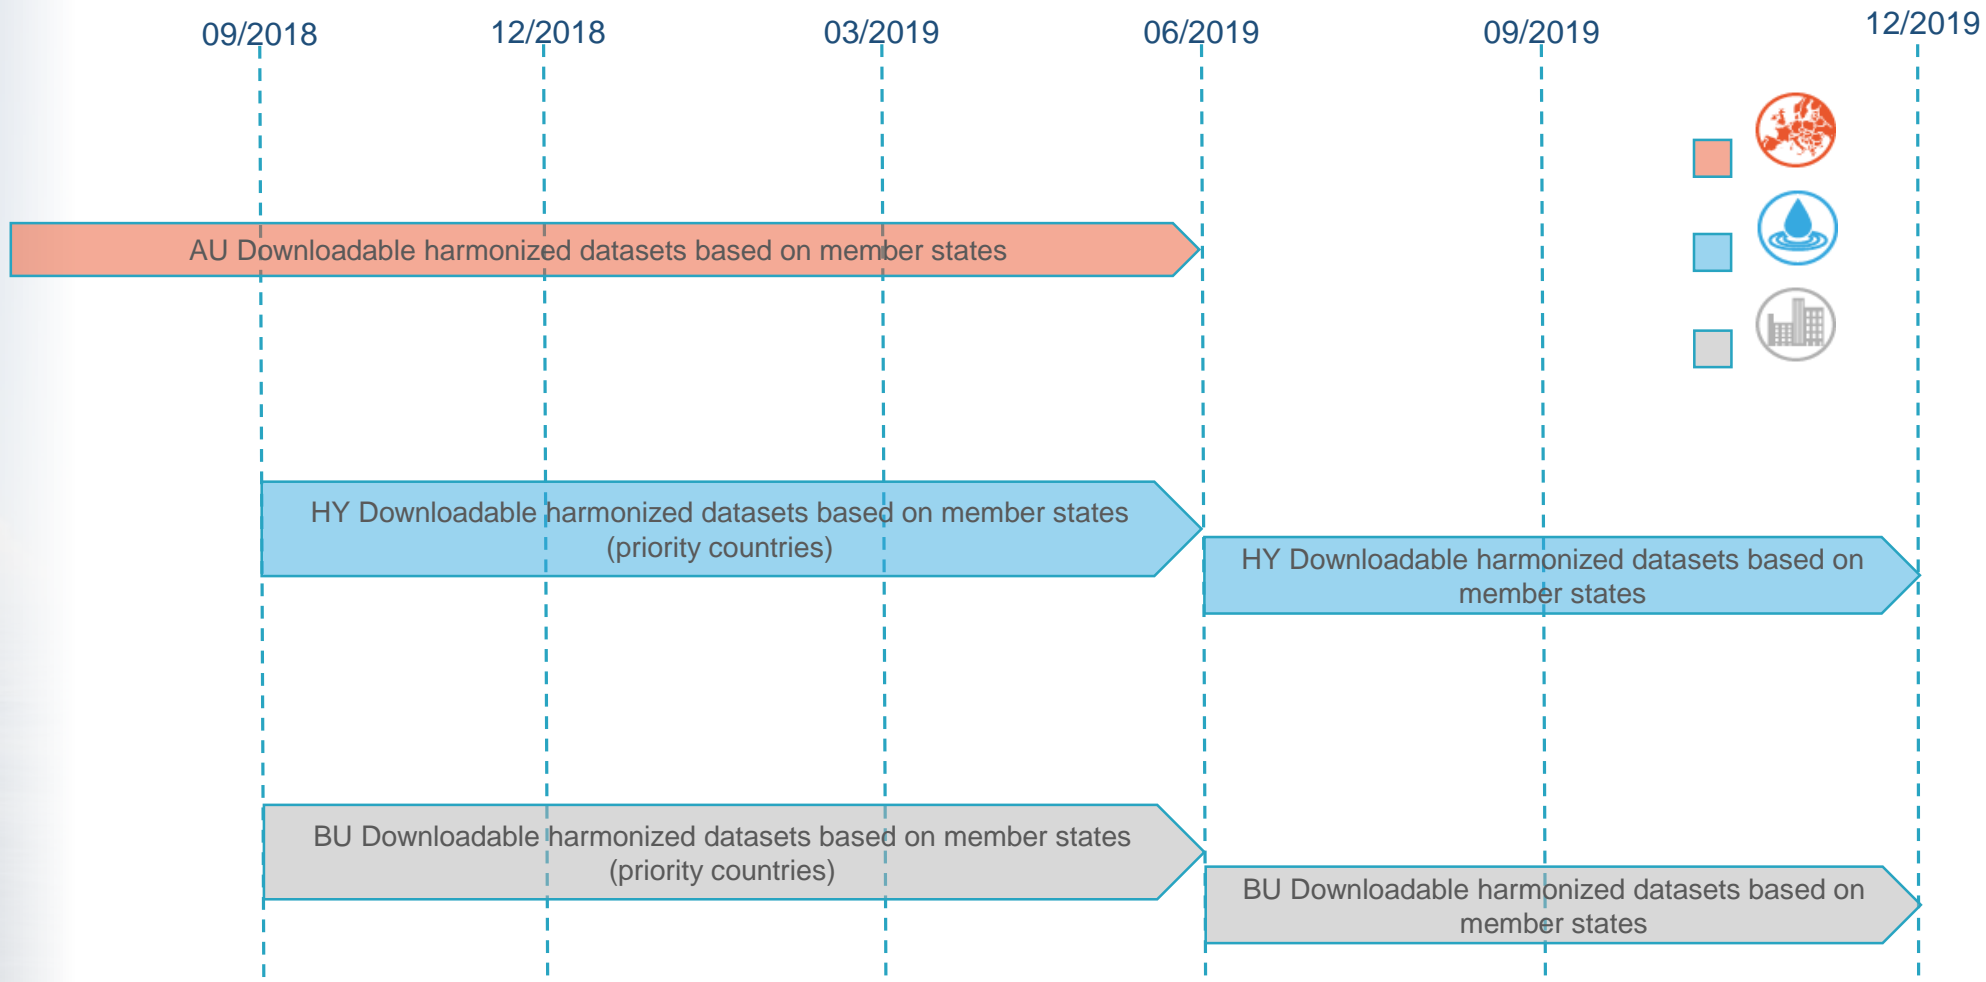 09/2018
12/2018
03/2019
06/2019
09/2019
12/2019
AU Downloadable harmonized datasets based on member states
HY Downloadable harmonized datasets based on member states
(priority countries)
HY Downloadable harmonized datasets based on
member states
BU Downloadable harmonized datasets based on member states
(priority countries)
BU Downloadable harmonized datasets based on
member states